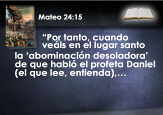 Mateo 24:15
“Por tanto, cuando
veáis en el lugar santo
la ‘abominación desoladora’
de que habló el profeta Daniel
(el que lee, entienda),…